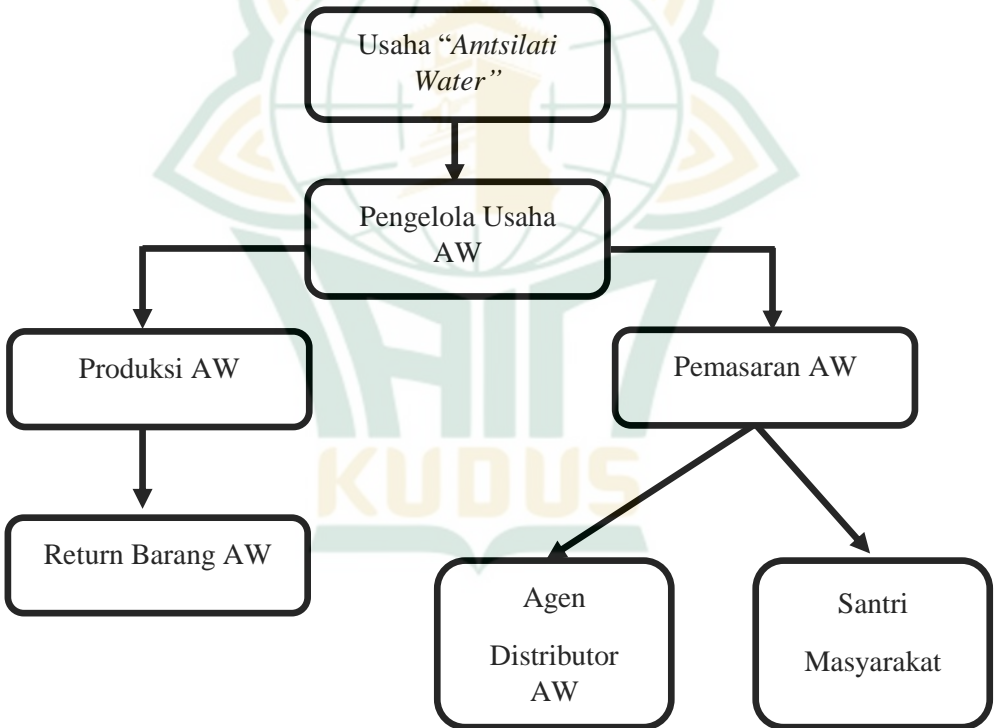 Usaha “Amtsilati
Water”
Pengelola Usaha
AW
Produksi AW
Pemasaran AW
Return Barang AW
Agen
Distributor
AW
Santri
Masyarakat
IAIN
KUDUS